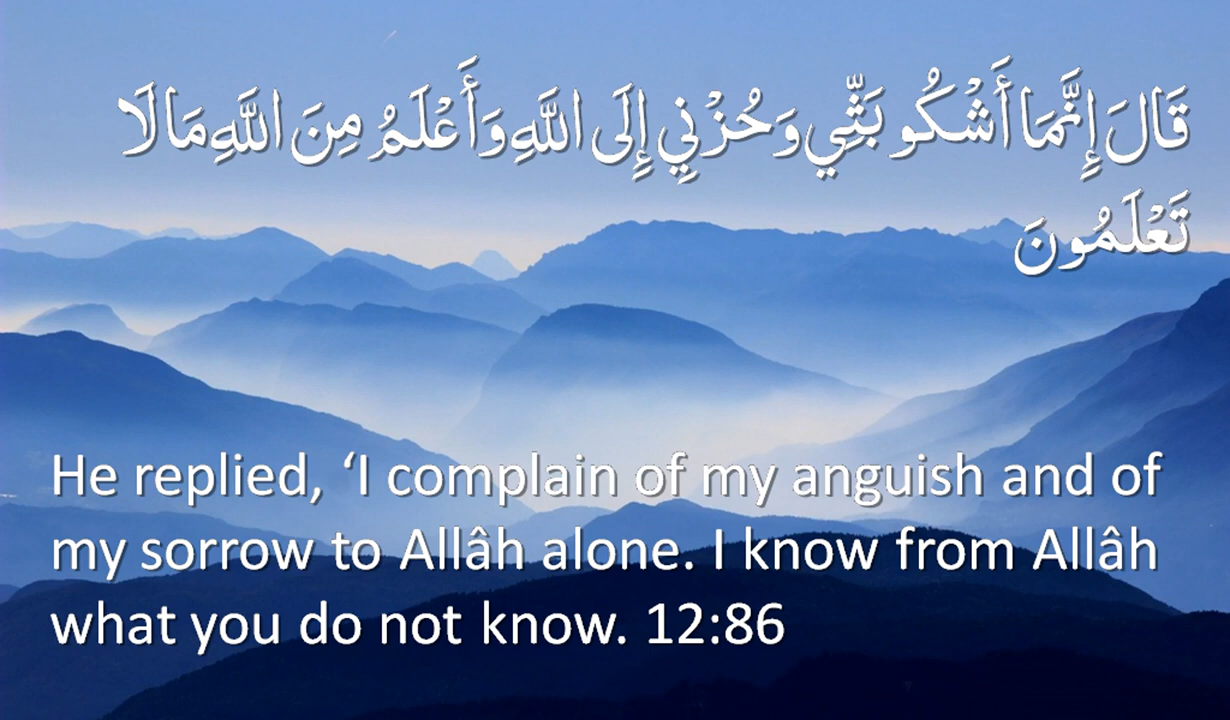 قَالَ إِنَّمَا أَشْكُو بَثِّي وَحُزْنِي إِلَى اللَّهِ وَأَعْلَمُ مِنَ اللَّهِ مَا لَا
تَعْلَمُونَ
He replied, ‘I complain of my anguish and of
my sorrow to Allâh alone. I know from Allâh
what you do not know. 12:86